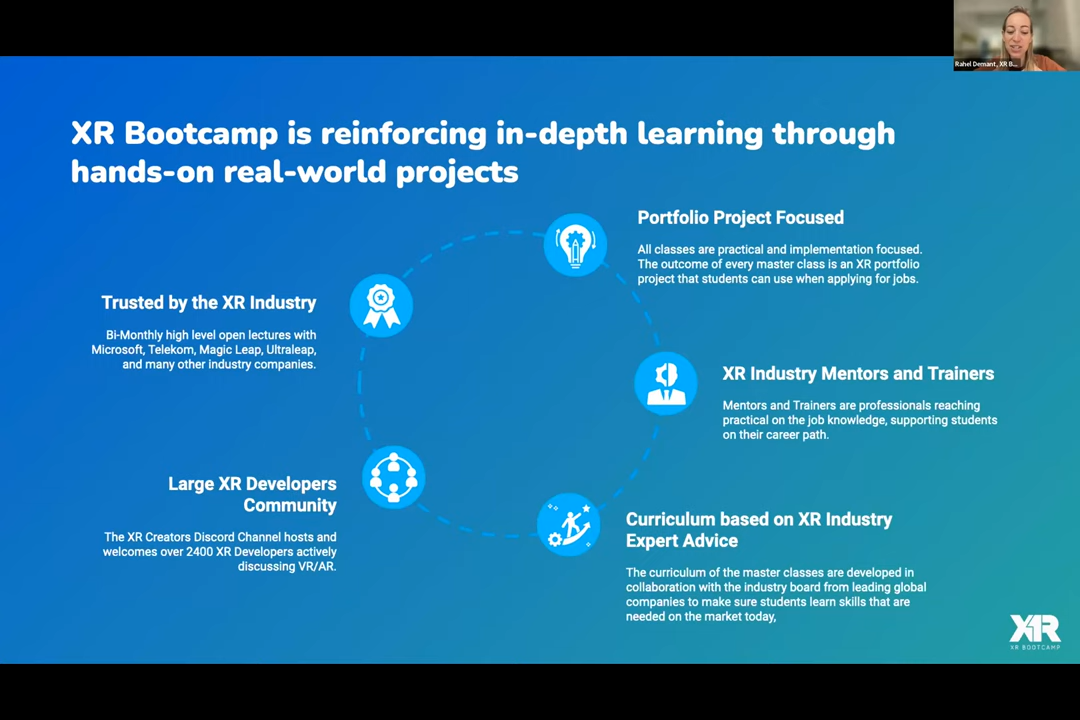 Rahel Demant, XR B...
XR Bootcamp is reinforcing in-depth learning through
hands-on real-world projects
Portfolio Project Focused
All classes are practical and implementation focused.
The outcome of every master class is an XR portfolio
project that students can use when applying for jobs.
Trusted by the XR Industry
Bi-Monthly high level open lectures with
Microsoft, Telekom, Magic Leap, Ultraleap,
and many other industry companies.
XR Industry Mentors and Trainers
Mentors and Trainers are professionals reaching
practical on the job knowledge, supporting students
on their career path.
Large XR Developers
Community
The XR Creators Discord Channel hosts and
welcomes over 2400 XR Developers actively
discussing VR/AR.
Curriculum based on XR Industry
Expert Advice
The curriculum of the master classes are developed in
collaboration with the industry board from leading global
companies to make sure students learn skills that are
needed on the market today,
XR
XR BOOTCAMP